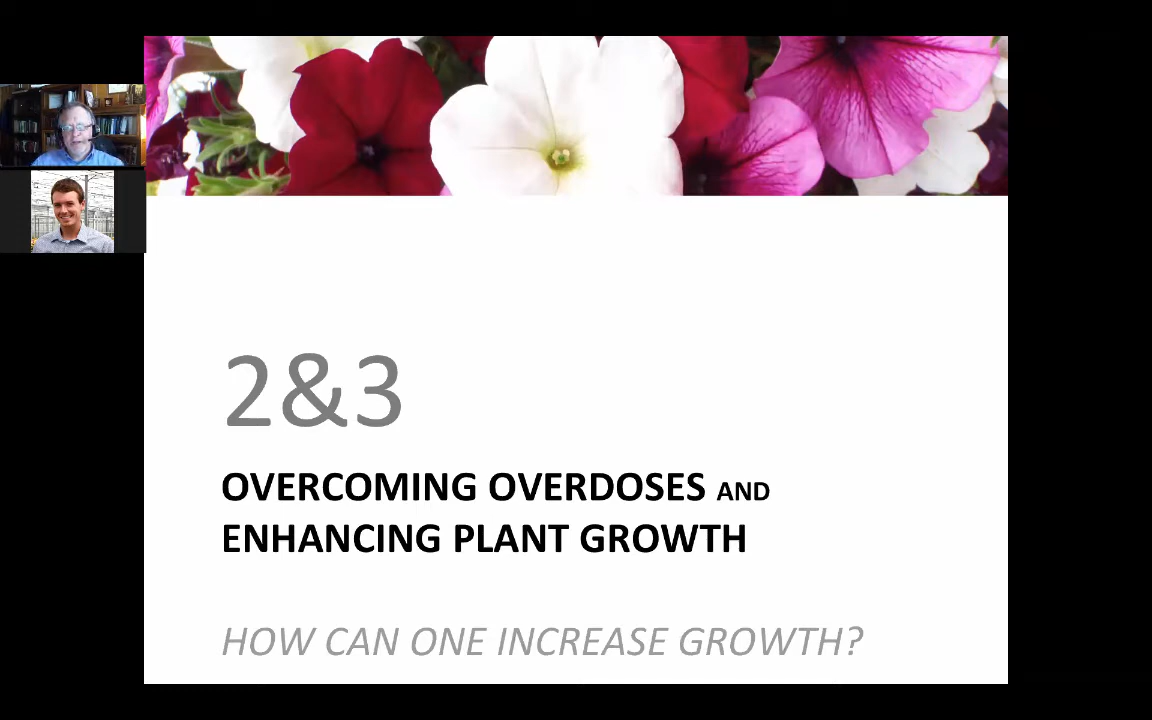 2&3
OVERCOMING OVERDOSES AND
ENHANCING PLANT GROWTH
HOW CAN ONE INCREASE GROWTH?